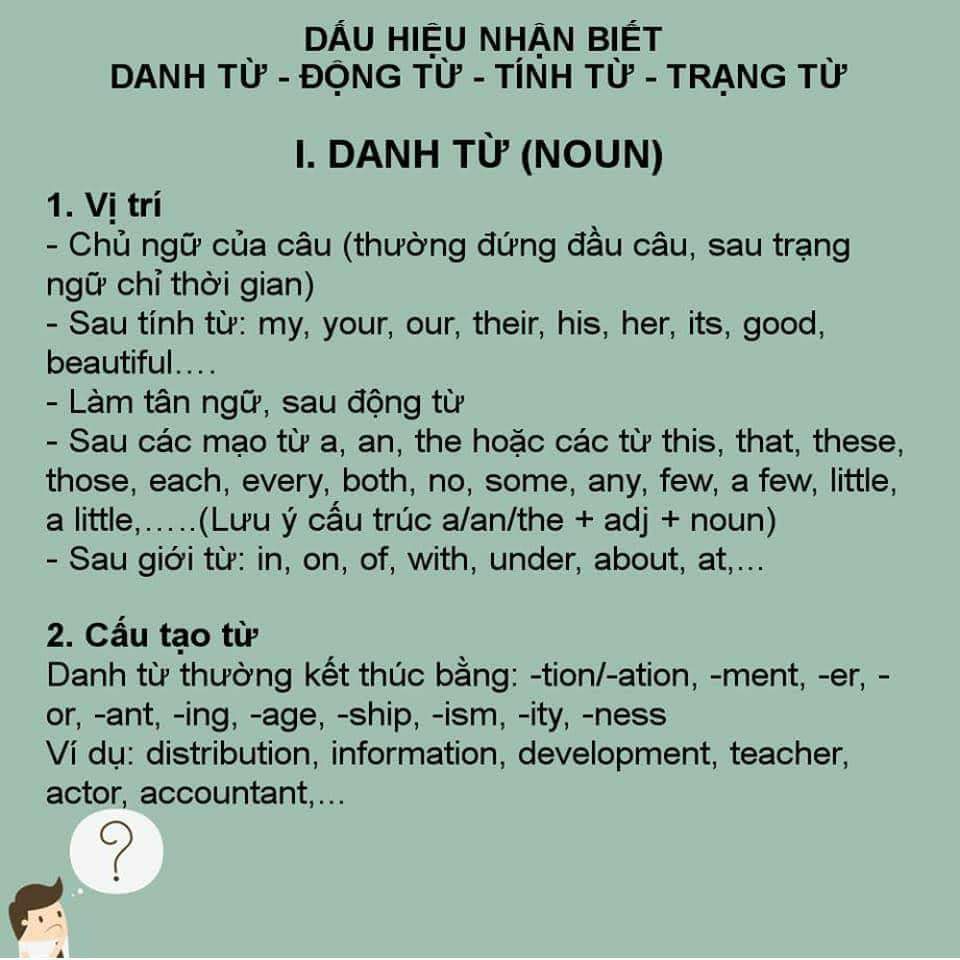 DẤU HIỆU NHẬN BIẾT
DANH TỪ - ĐỘNG TỪ - TÍNH TỪ - TRẠNG TỪ
I. DANH TỪ (NOUN)
1. Vị trí
- Chủ ngữ của câu (thường đứng đầu câu, sau trạng
ngữ chỉ thời gian)
- Sau tính từ: my, your, our, their, his, her, its, good,
beautiful….
- Làm tân ngữ, sau động từ
- Sau các mạo từ a, an, the hoặc các từ this, that, these,
those, each, every, both, no, some, any, few, a few, little,
a little,…..(Lưu ý cấu trúc a/an/the + adj + noun)
- Sau giới từ: in, on, of, with, under, about, at,…
2. Cấu tạo từ
Danh từ thường kết thúc bằng: -tion/-ation, -ment, -er, -
or, -ant, -ing, -age, -ship, -ism, -ity, -ness
Ví dụ: distribution, information, development, teacher,
actor, accountant,…
?